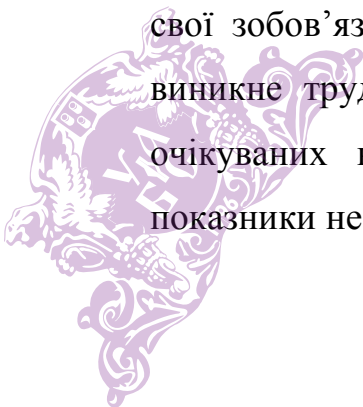 свої зобов’яз
виникне труд
очікуваних
показники не